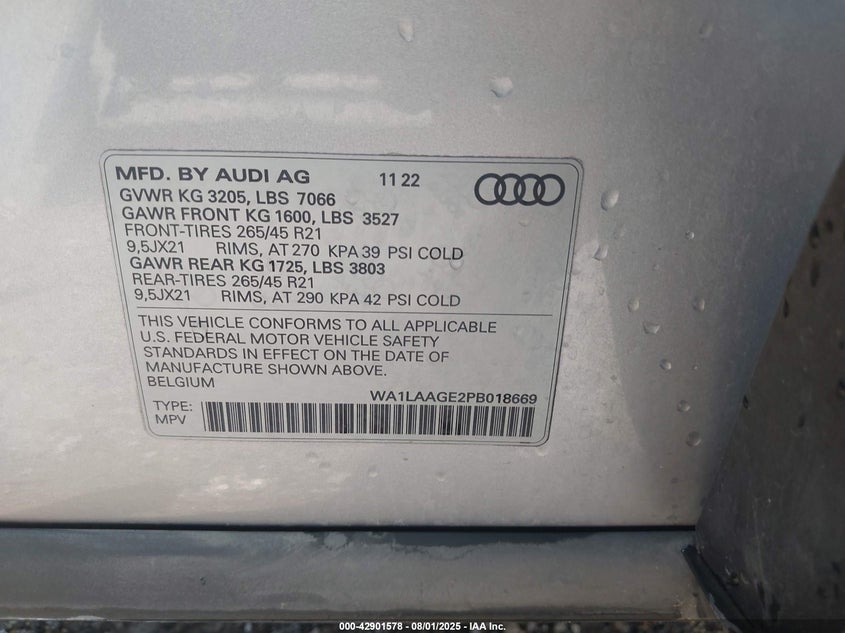 MFD. BY AUDI AG 11 22
GVWR KG 3205, LBS 7066
GAWR FRONT KG 1600, LBS 3527
FRONT-TIRES 265/45 R21
9,5JX21 RIMS, AT 270 KPA 39 PSI COLD
GAWR REAR KG 1725, LBS 3803
REAR-TIRES 265/45 R21
9,5JX21 RIMS, AT 290 KPA 42 PSI COLD
THIS VEHICLE CONFORMS TO ALL APPLICABLE
U.S. FEDERAL MOTOR VEHICLE SAFETY
STANDARDS IN EFFECT ON THE DATE OF
MANUFACTURE SHOWN ABOVE.
BELGIUM
WA1LAAGE2PB018669
TYPE:
MPV
000-42901578 - 08/01/2025 - IAA Inc.